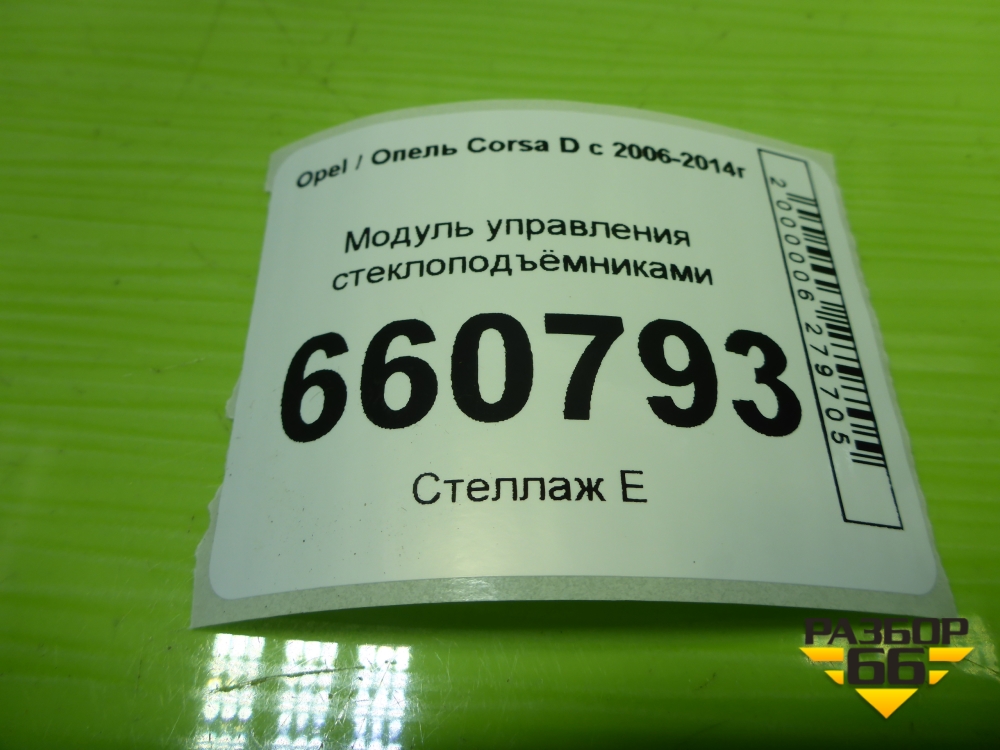 Opel / Опель Corsa D с 2006-2014г
Модуль управления
стеклоподъёмниками
660793
Стеллаж Е
2000006279705
РАЗБОР
66